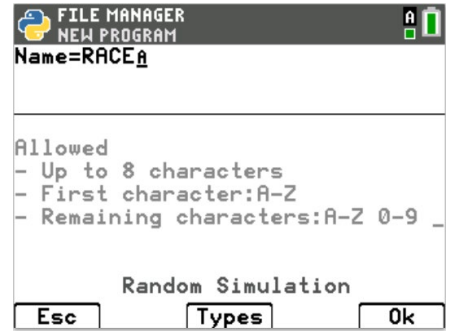 FILE MANAGER
NEW PROGRAM
A
Name=RACEA
Allowed
- Up to 8 characters
- First character:A-Z
- Remaining characters:A-Z 0-9 _
Random Simulation
Esc Types Ok